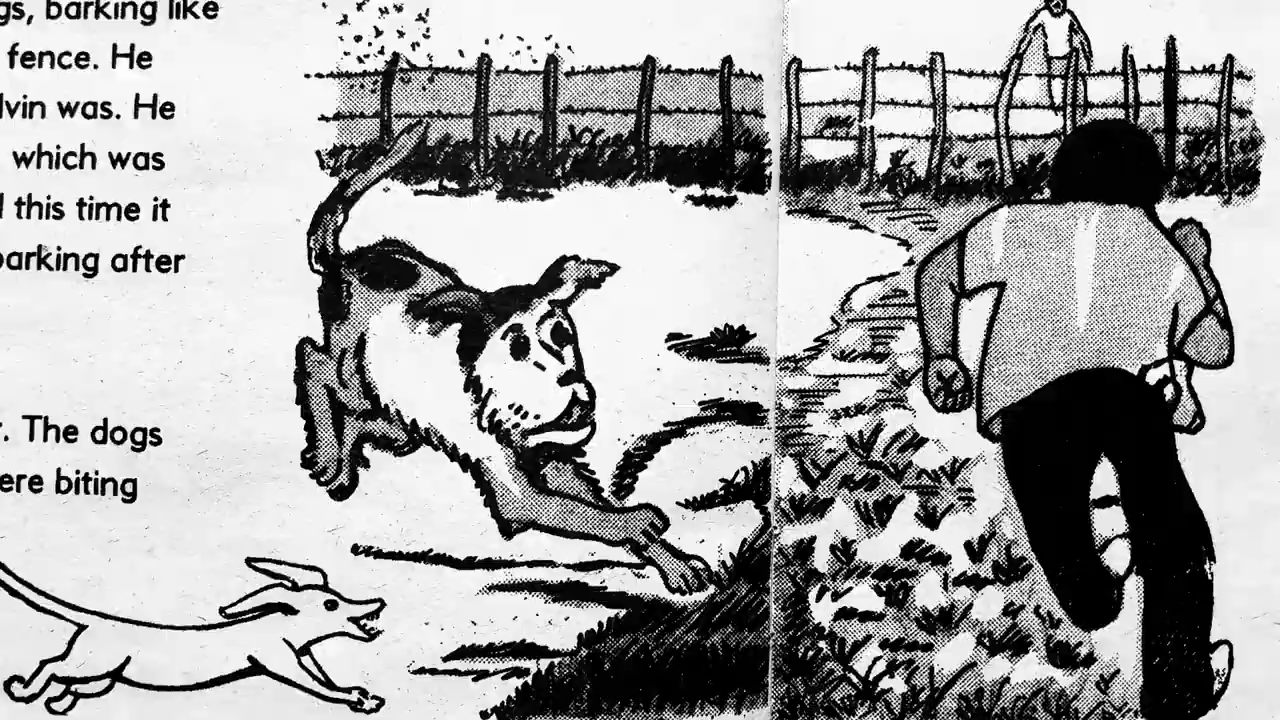 gs, barking like
fence. He
lvin was. He
which was
this time it
barking after
. The dogs
ere biting